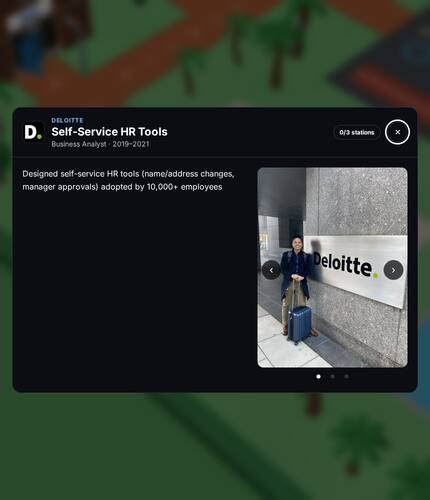 D.
DELOITTE
Self-Service HR Tools
Business Analyst · 2019–2021
0/3 stations
×
Designed self-service HR tools (name/address changes,
manager approvals) adopted by 10,000+ employees
Deloitte.